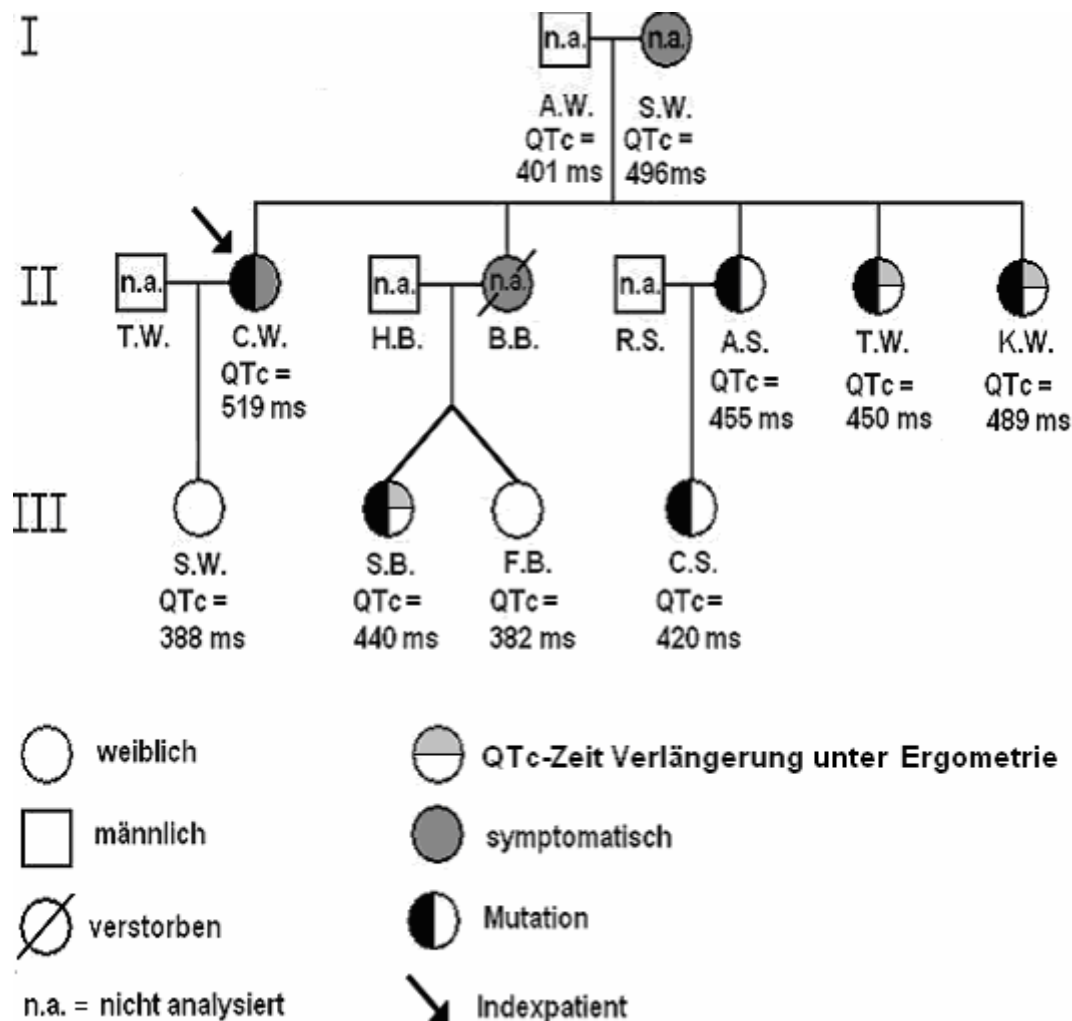 I
n.a. n.a.
A.W. S.W.
QTc = QTc =
401 ms 496ms
II
n.a. n.a. n.a. n.a.
T.W. C.W. H.B. B.B. R.S. A.S. T.W. K.W.
QTc = QTc = QTc = QTc =
519 ms 455 ms 450 ms 489 ms
III
S.W. S.B. F.B. C.S.
QTc = QTc = QTc = QTc =
388 ms 440 ms 382 ms 420 ms
weiblich QTc-Zeit Verlängerung unter Ergometrie
männlich symptomatisch
verstorben Mutation
n.a. = nicht analysiert Indexpatient